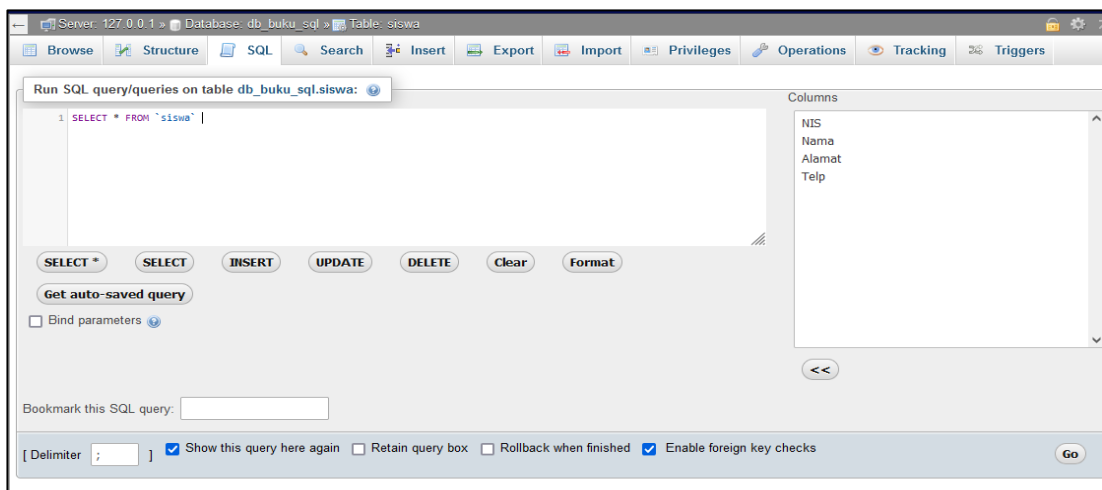 Server: 127.0.0.1 » Database: db_buku_sql » Table: siswa
Browse Structure SQL Search Insert Export Import Privileges Operations Tracking Triggers
Run SQL query/queries on table db_buku_sql.siswa:
Columns
1 SELECT * FROM `siswa`
NIS
Nama
Alamat
Telp
SELECT * SELECT INSERT UPDATE DELETE Clear Format
Get auto-saved query
Bind parameters
<<
Bookmark this SQL query:
[ Delimiter ; ] Show this query here again Retain query box Rollback when finished Enable foreign key checks Go